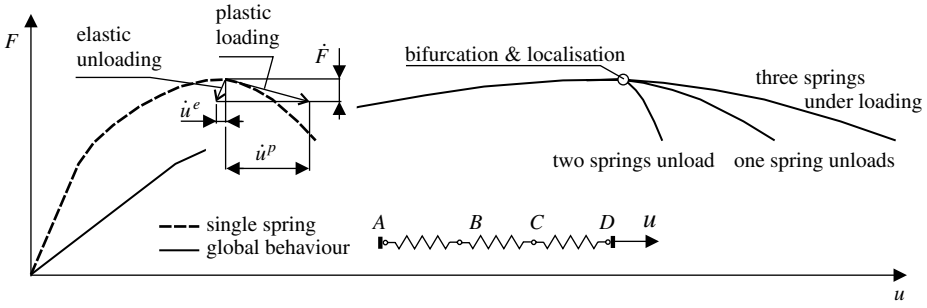 F
elastic
unloading
plastic
loading
Ḟ
u̇ᵉ
u̇ᵖ
bifurcation & localisation
three springs
under loading
two springs unload
one spring unloads
single spring
global behaviour
A B C D u
u